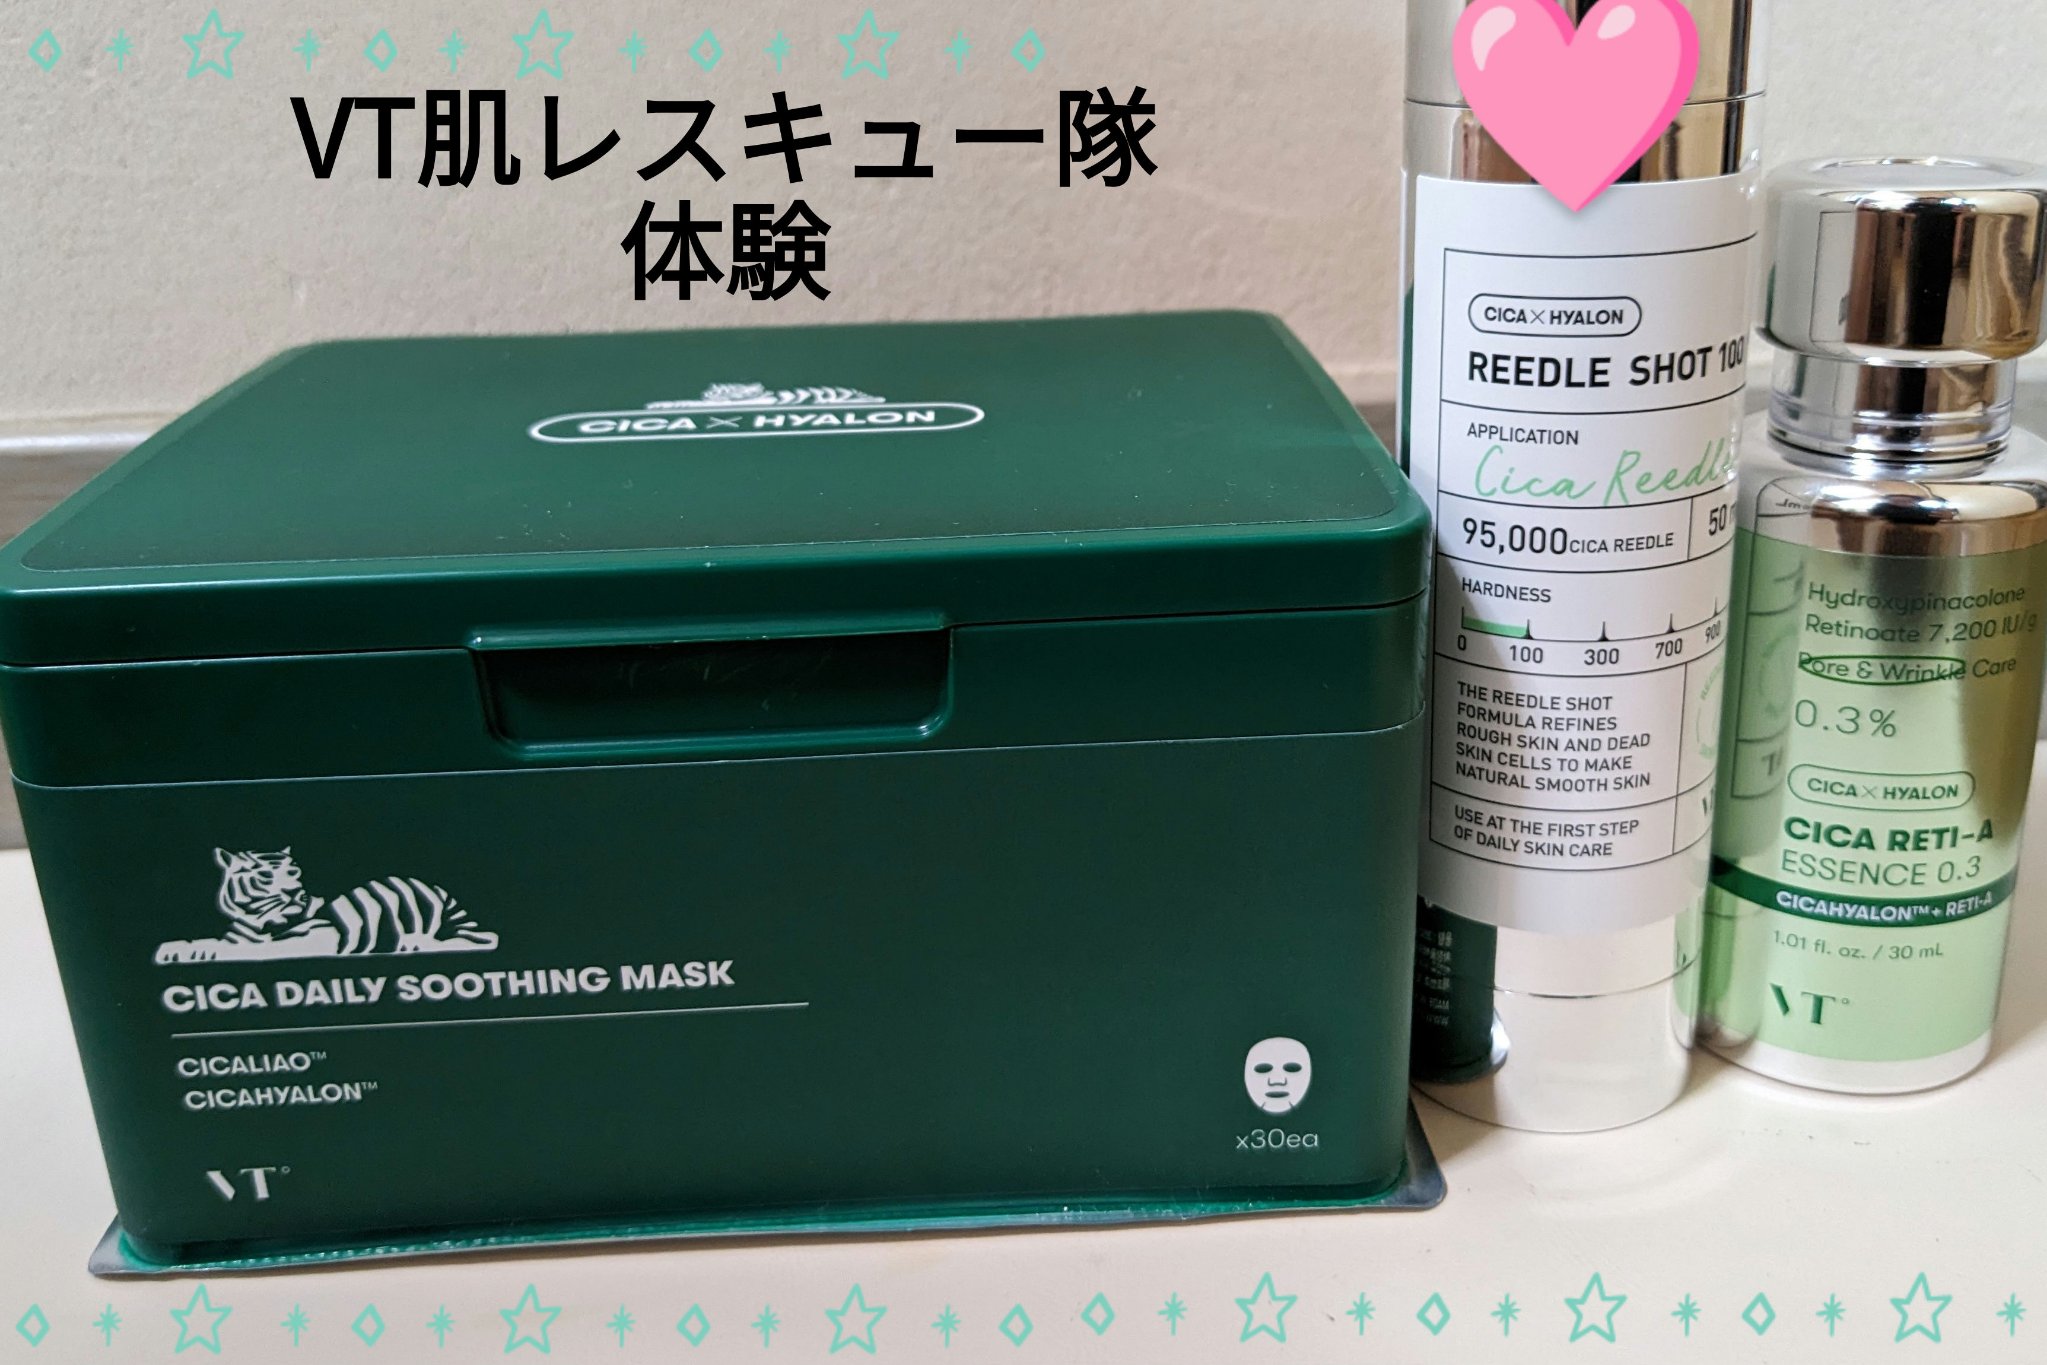 VT肌レスキュー隊
体験
CICA×HYALON
CICA DAILY SOOTHING MASK
CICALIAO™
CICAHYALON™
VT
x30ea
CICA×HYALON
REEDLE SHOT 100
APPLICATION
Cica Reedle
95,000CICA REEDLE
50
HARDNESS
0 100 300 700 900
THE REEDLE SHOT
FORMULA REFINES
ROUGH SKIN AND DEAD
SKIN CELLS TO MAKE
NATURAL SMOOTH SKIN
USE AT THE FIRST STEP
OF DAILY SKIN CARE
Hydroxypinacolone
Retinoate 7,200 IU/g
Pore & Wrinkle Care
0.3%
CICA×HYALON
CICA RETI-A
ESSENCE 0.3
CICAHYALON™+ RETI-A
1.01 fl. oz. / 30 mL
VT